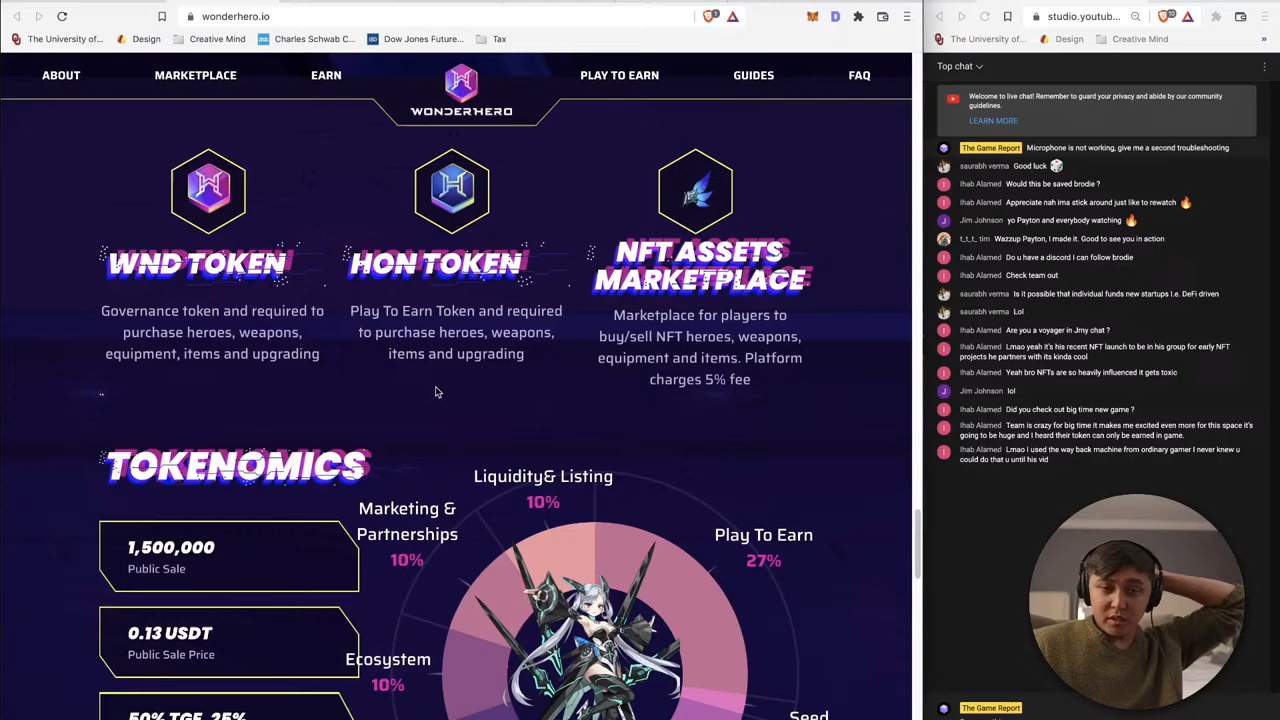 wonderhero.io
The University of...
Design
Creative Mind
Charles Schwab C...
Dow Jones Future...
Tax
ABOUT
MARKETPLACE
EARN
WONDERHERO
PLAY TO EARN
GUIDES
FAQ
WND TOKEN
Governance token and required to
purchase heroes, weapons,
equipment, items and upgrading
HON TOKEN
Play To Earn Token and required
to purchase heroes, weapons,
items and upgrading
NFT ASSETS
MARKETPLACE
Marketplace for players to
buy/sell NFT heroes, weapons,
equipment and items. Platform
charges 5% fee
TOKENOMICS
1,500,000
Public Sale
0.13 USDT
Public Sale Price
50% TGE, 25%
Liquidity& Listing
10%
Marketing &
Partnerships
10%
Play To Earn
27%
Ecosystem
10%
Seed
studio.youtub...
The University of...
Design
Creative Mind
»
Top chat
Welcome to live chat! Remember to guard your privacy and abide by our community
guidelines.
LEARN MORE
The Game Report Microphone is not working, give me a second troubleshooting
saurabh verma Good luck
Ihab Alamed Would this be saved brodie ?
Ihab Alamed Appreciate nah ima stick around just like to rewatch
Jim Johnson yo Payton and everybody watching
t_t_t_ tim Wazzup Payton, I made it. Good to see you in action
Ihab Alamed Do u have a discord I can follow brodie
Ihab Alamed Check team out
saurabh verma Is it possible that individual funds new startups I.e. DeFi driven
saurabh verma Lol
Ihab Alamed Are you a voyager in Jrny chat ?
Ihab Alamed Lmao yeah it's his recent NFT launch to be in his group for early NFT
projects he partners with its kinda cool
Ihab Alamed Yeah bro NFTs are so heavily influenced it gets toxic
Jim Johnson lol
Ihab Alamed Did you check out big time new game ?
Ihab Alamed Team is crazy for big time it makes me excited even more for this space it's
going to be huge and I heard their token can only be earned in game.
Ihab Alamed Lmao I used the way back machine from ordinary gamer I never knew u
could do that u until his vid
The Game Report